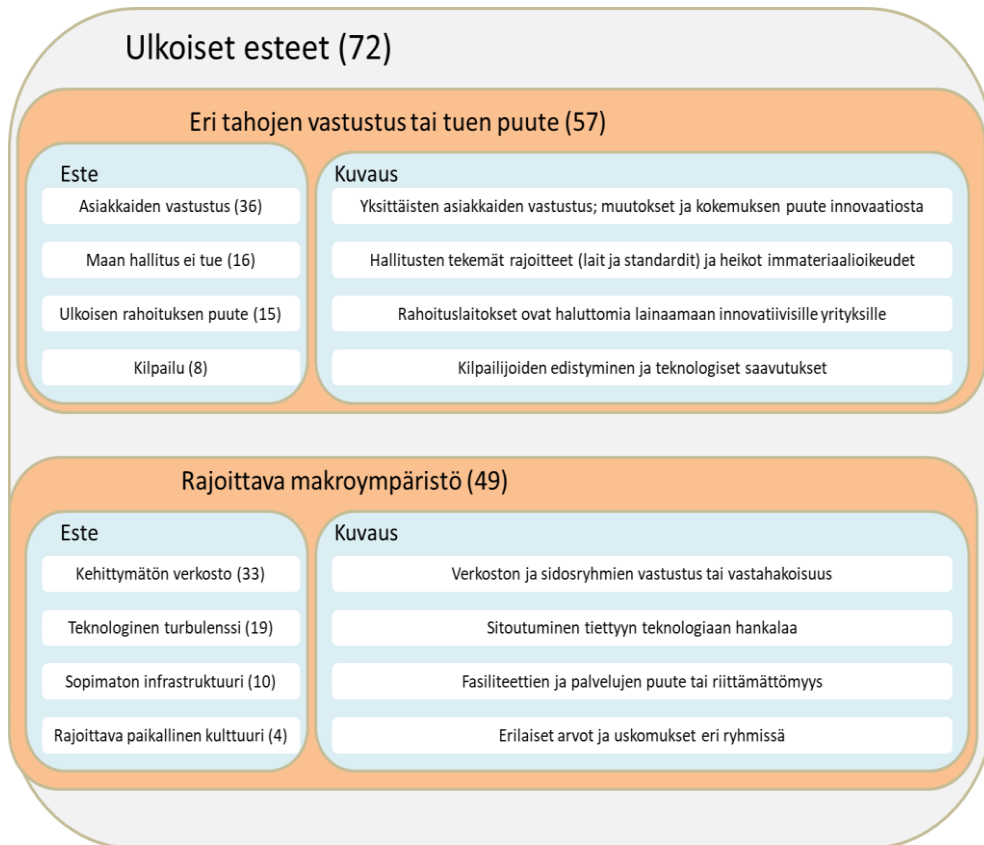 Ulkoiset esteet (72)
Eri tahojen vastustus tai tuen puute (57)
Este
Kuvaus
Asiakkaiden vastustus (36)
Yksittäisten asiakkaiden vastustus; muutokset ja kokemuksen puute innovaatiosta
Maan hallitus ei tue (16)
Hallitusten tekemät rajoitteet (lait ja standardit) ja heikot immateriaalioikeudet
Ulkoisen rahoituksen puute (15)
Rahoituslaitokset ovat haluttomia lainaamaan innovatiivisille yrityksille
Kilpailu (8)
Kilpailijoiden edistyminen ja teknologiset saavutukset
Rajoittava makroympäristö (49)
Este
Kuvaus
Kehittymätön verkosto (33)
Verkoston ja sidosryhmien vastustus tai vastahakoisuus
Teknologinen turbulenssi (19)
Sitoutuminen tiettyyn teknologiaan hankalaa
Sopimaton infrastruktuuri (10)
Fasiliteettien ja palvelujen puute tai riittämättömyys
Rajoittava paikallinen kulttuuri (4)
Erilaiset arvot ja uskomukset eri ryhmissä